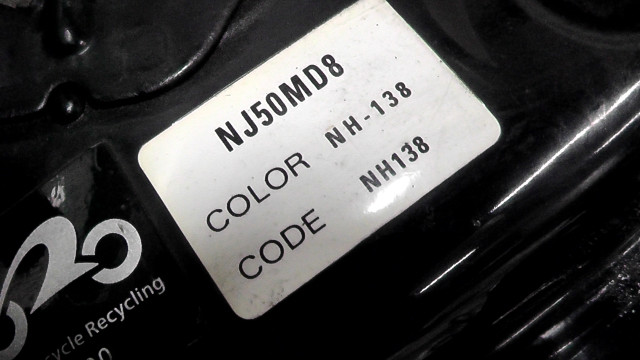 NJ50MD8
COLOR NH-138
CODE NH138
cycle Recycling